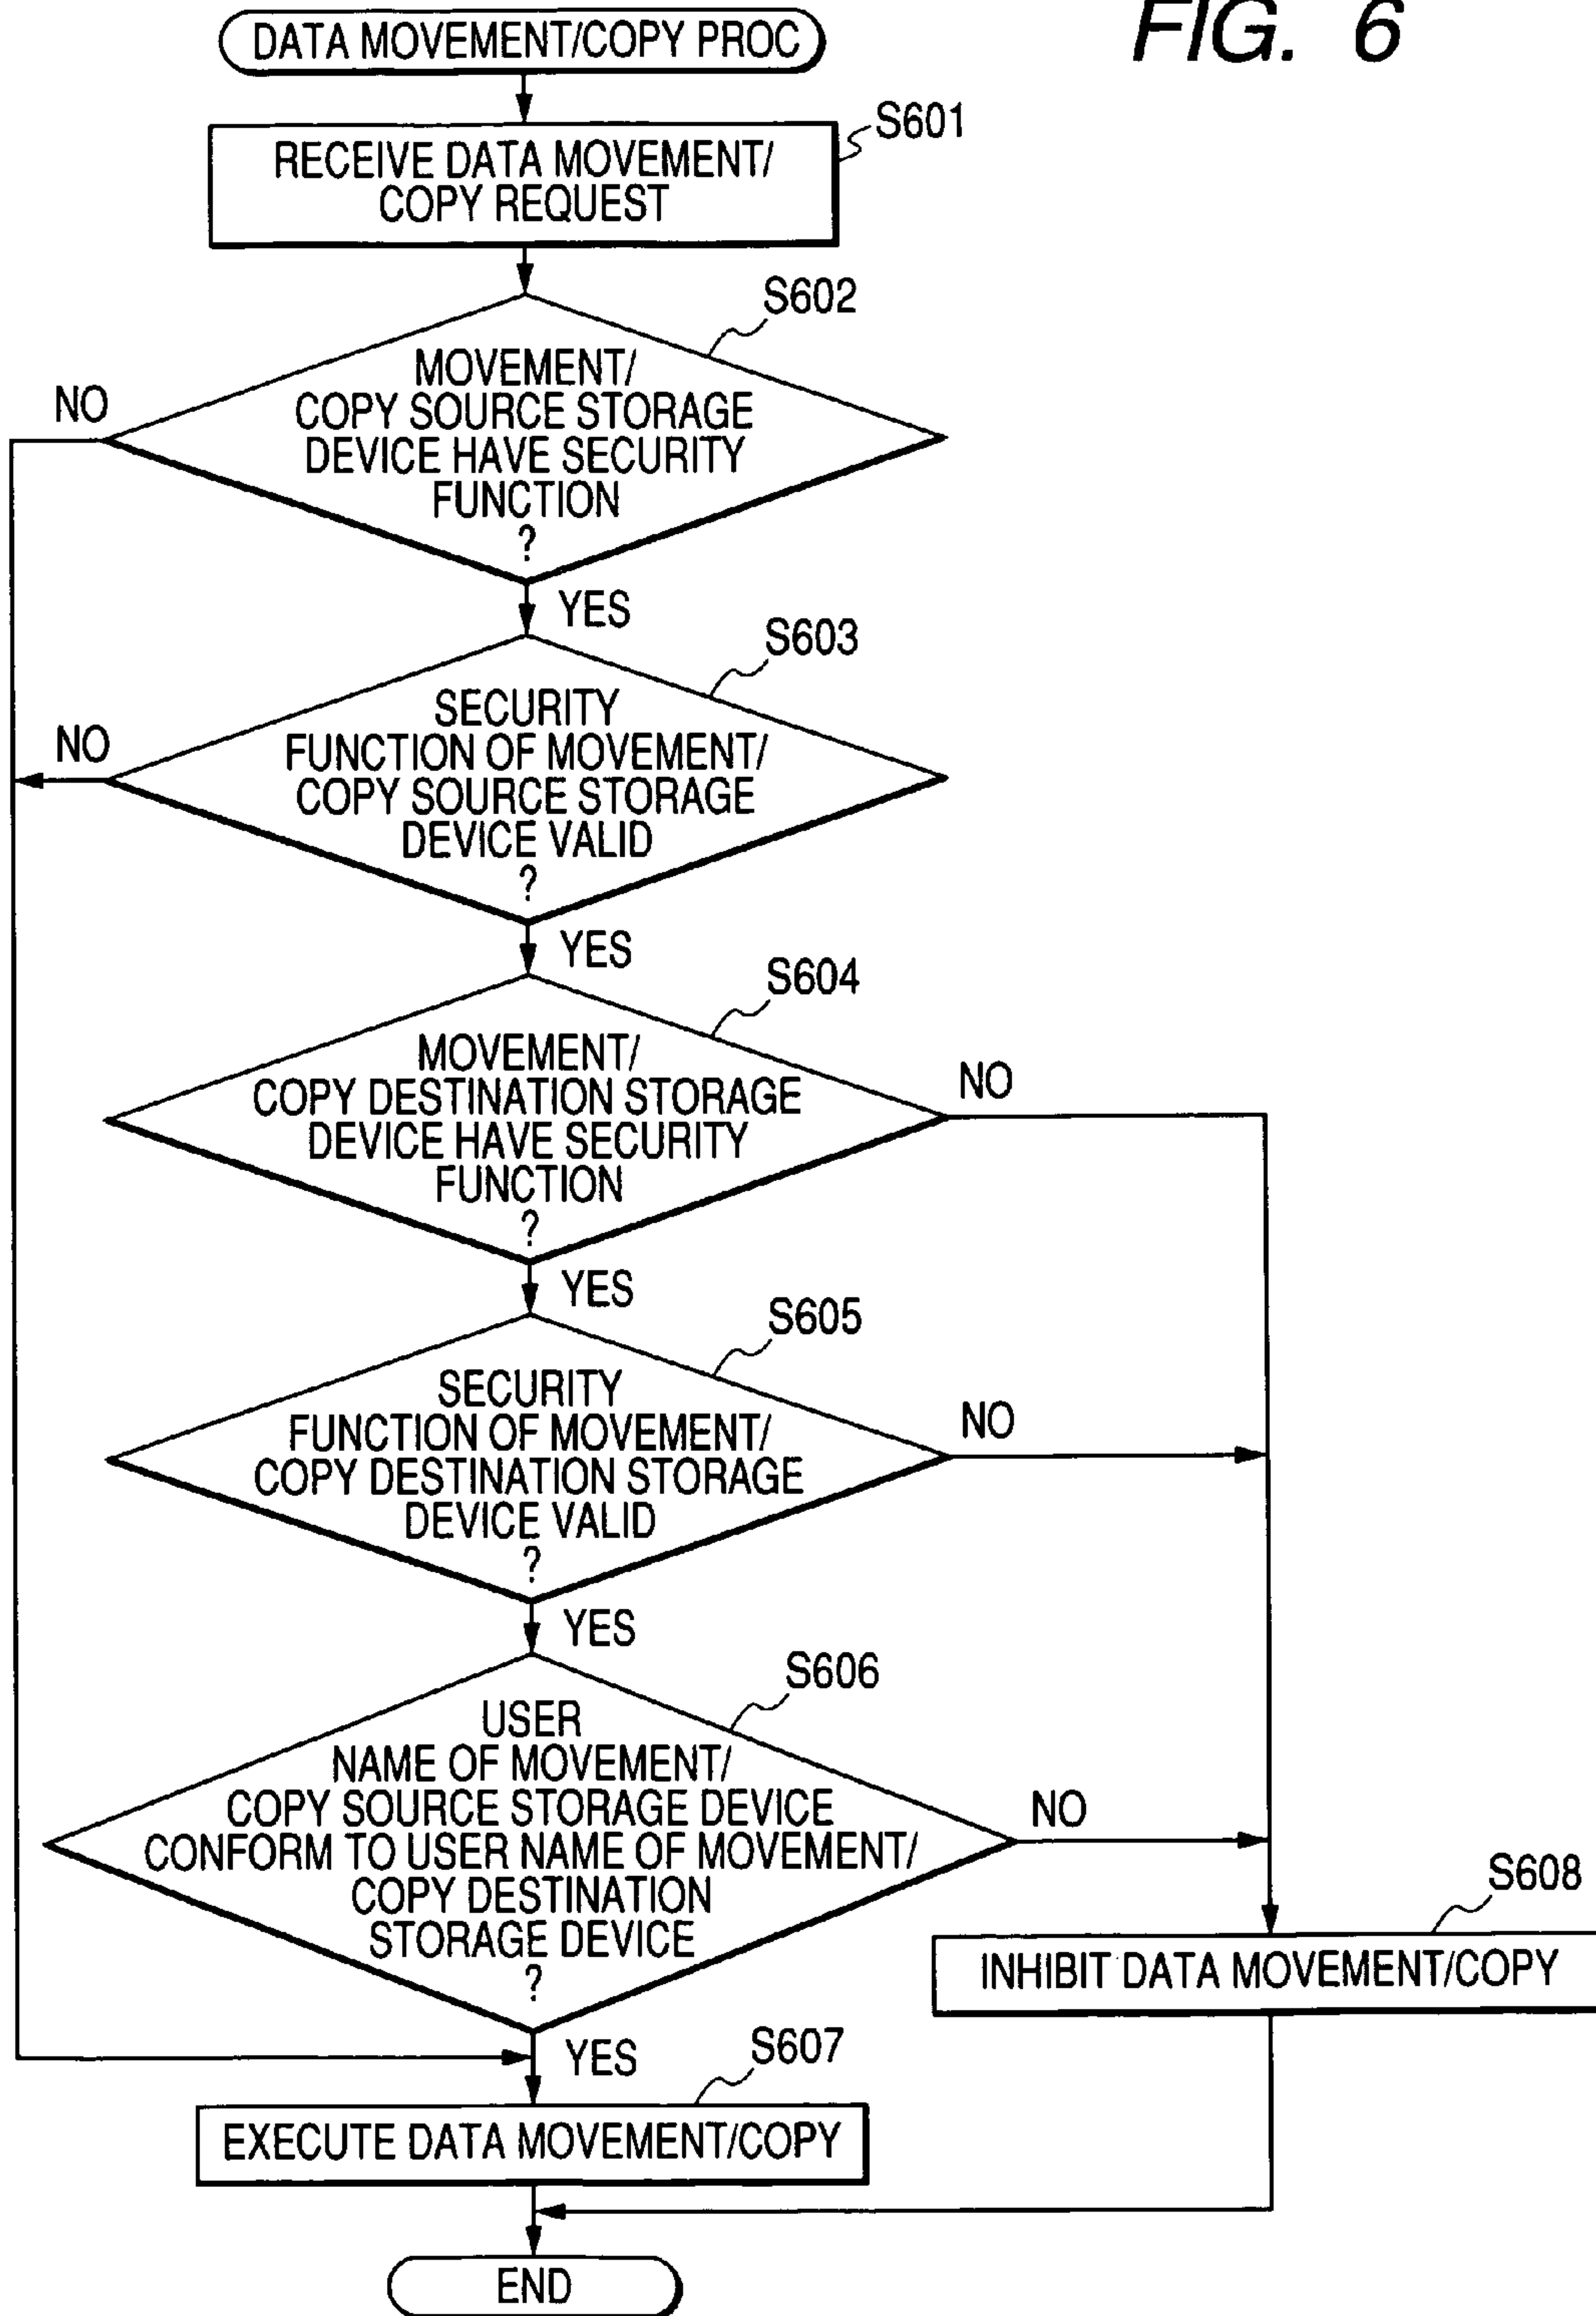 FIG. 6
DATA MOVEMENT/COPY PROC
S601
RECEIVE DATA MOVEMENT/
COPY REQUEST
S602
MOVEMENT/
COPY SOURCE STORAGE
DEVICE HAVE SECURITY
FUNCTION
?
NO
YES
S603
SECURITY
FUNCTION OF MOVEMENT/
COPY SOURCE STORAGE
DEVICE VALID
?
NO
YES
S604
MOVEMENT/
COPY DESTINATION STORAGE
DEVICE HAVE SECURITY
FUNCTION
?
NO
YES
S605
SECURITY
FUNCTION OF MOVEMENT/
COPY DESTINATION STORAGE
DEVICE VALID
?
NO
YES
S606
USER
NAME OF MOVEMENT/
COPY SOURCE STORAGE DEVICE
CONFORM TO USER NAME OF MOVEMENT/
COPY DESTINATION
STORAGE DEVICE
?
NO
YES
S608
INHIBIT DATA MOVEMENT/COPY
S607
EXECUTE DATA MOVEMENT/COPY
END